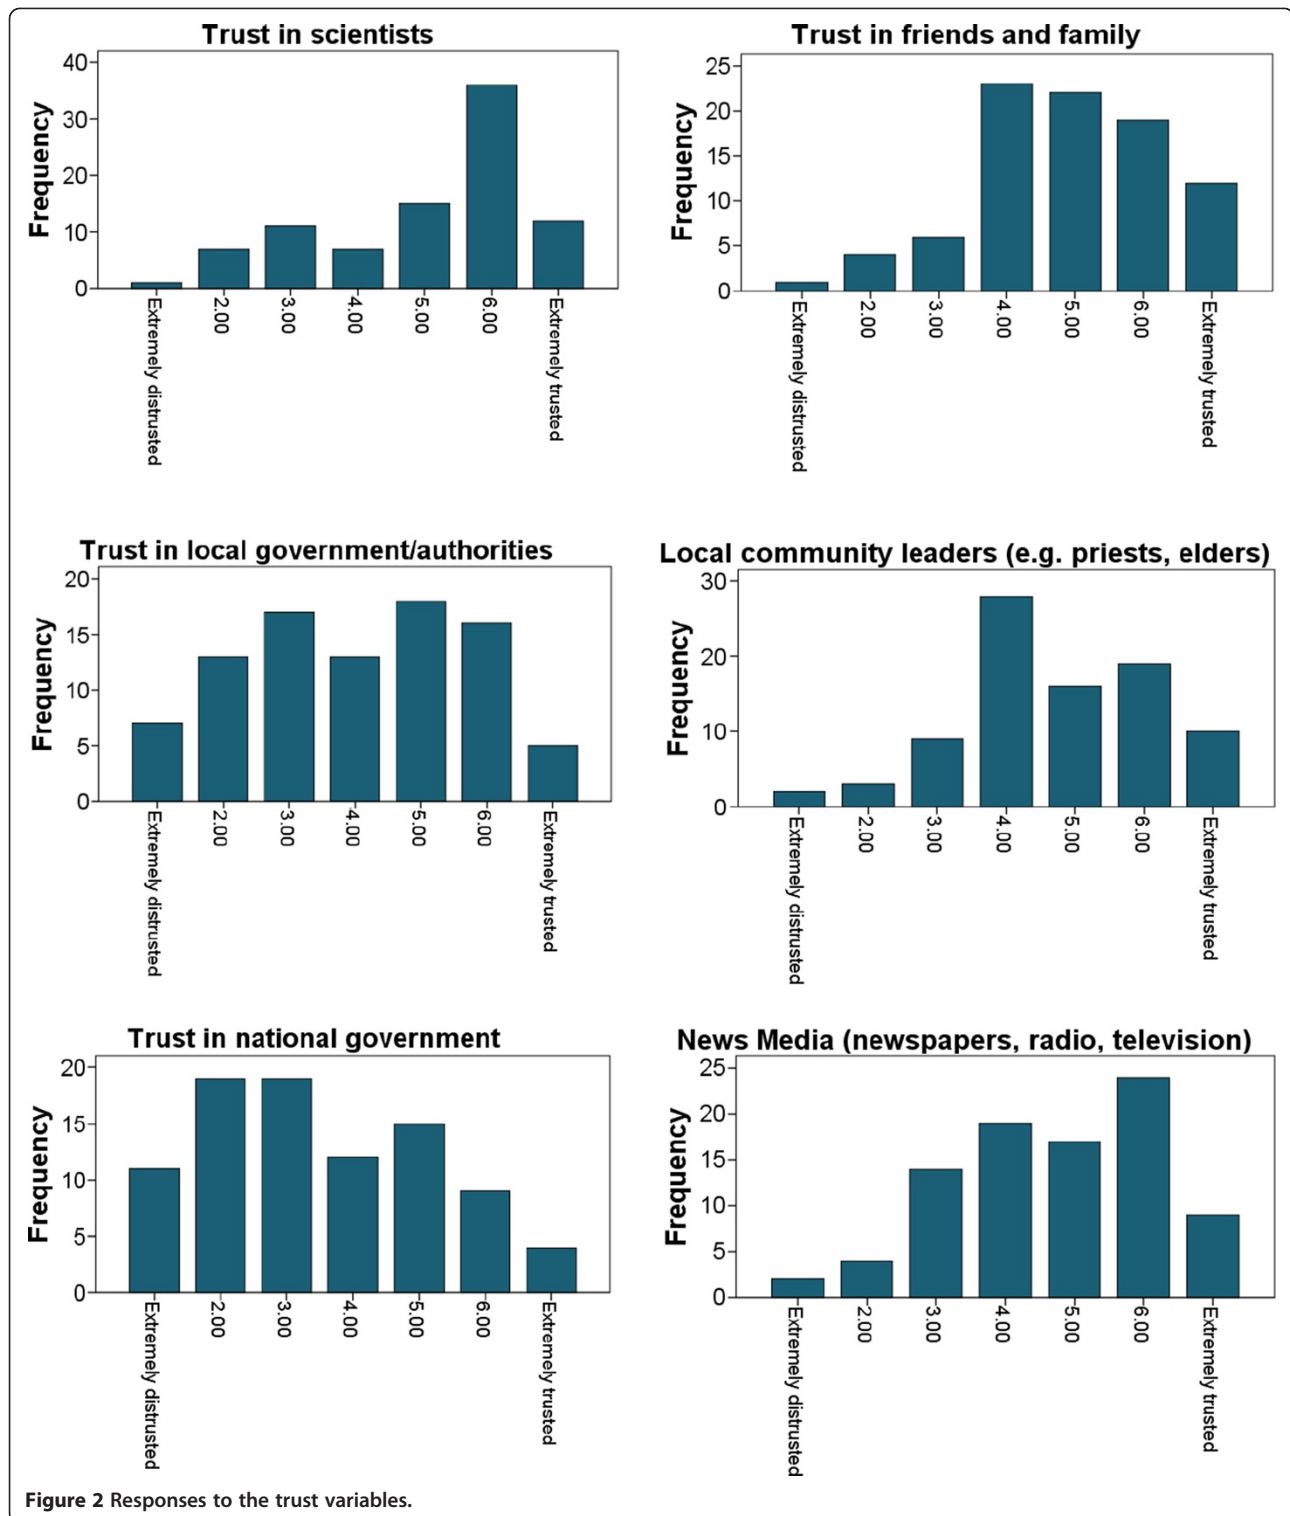 Trust in scientists
40
30
20
10
0
Frequency
Extremely distrusted
2.00
3.00
4.00
5.00
6.00
Extremely trusted
Trust in friends and family
25
20
15
10
5
0
Frequency
Extremely distrusted
2.00
3.00
4.00
5.00
6.00
Extremely trusted
Trust in local government/authorities
20
15
10
5
0
Frequency
Extremely distrusted
2.00
3.00
4.00
5.00
6.00
Extremely trusted
Local community leaders (e.g. priests, elders)
30
20
10
0
Frequency
Extremely distrusted
2.00
3.00
4.00
5.00
6.00
Extremely trusted
Trust in national government
20
15
10
5
0
Frequency
Extremely distrusted
2.00
3.00
4.00
5.00
6.00
Extremely trusted
News Media (newspapers, radio, television)
25
20
15
10
5
0
Frequency
Extremely distrusted
2.00
3.00
4.00
5.00
6.00
Extremely trusted
Figure 2 Responses to the trust variables.